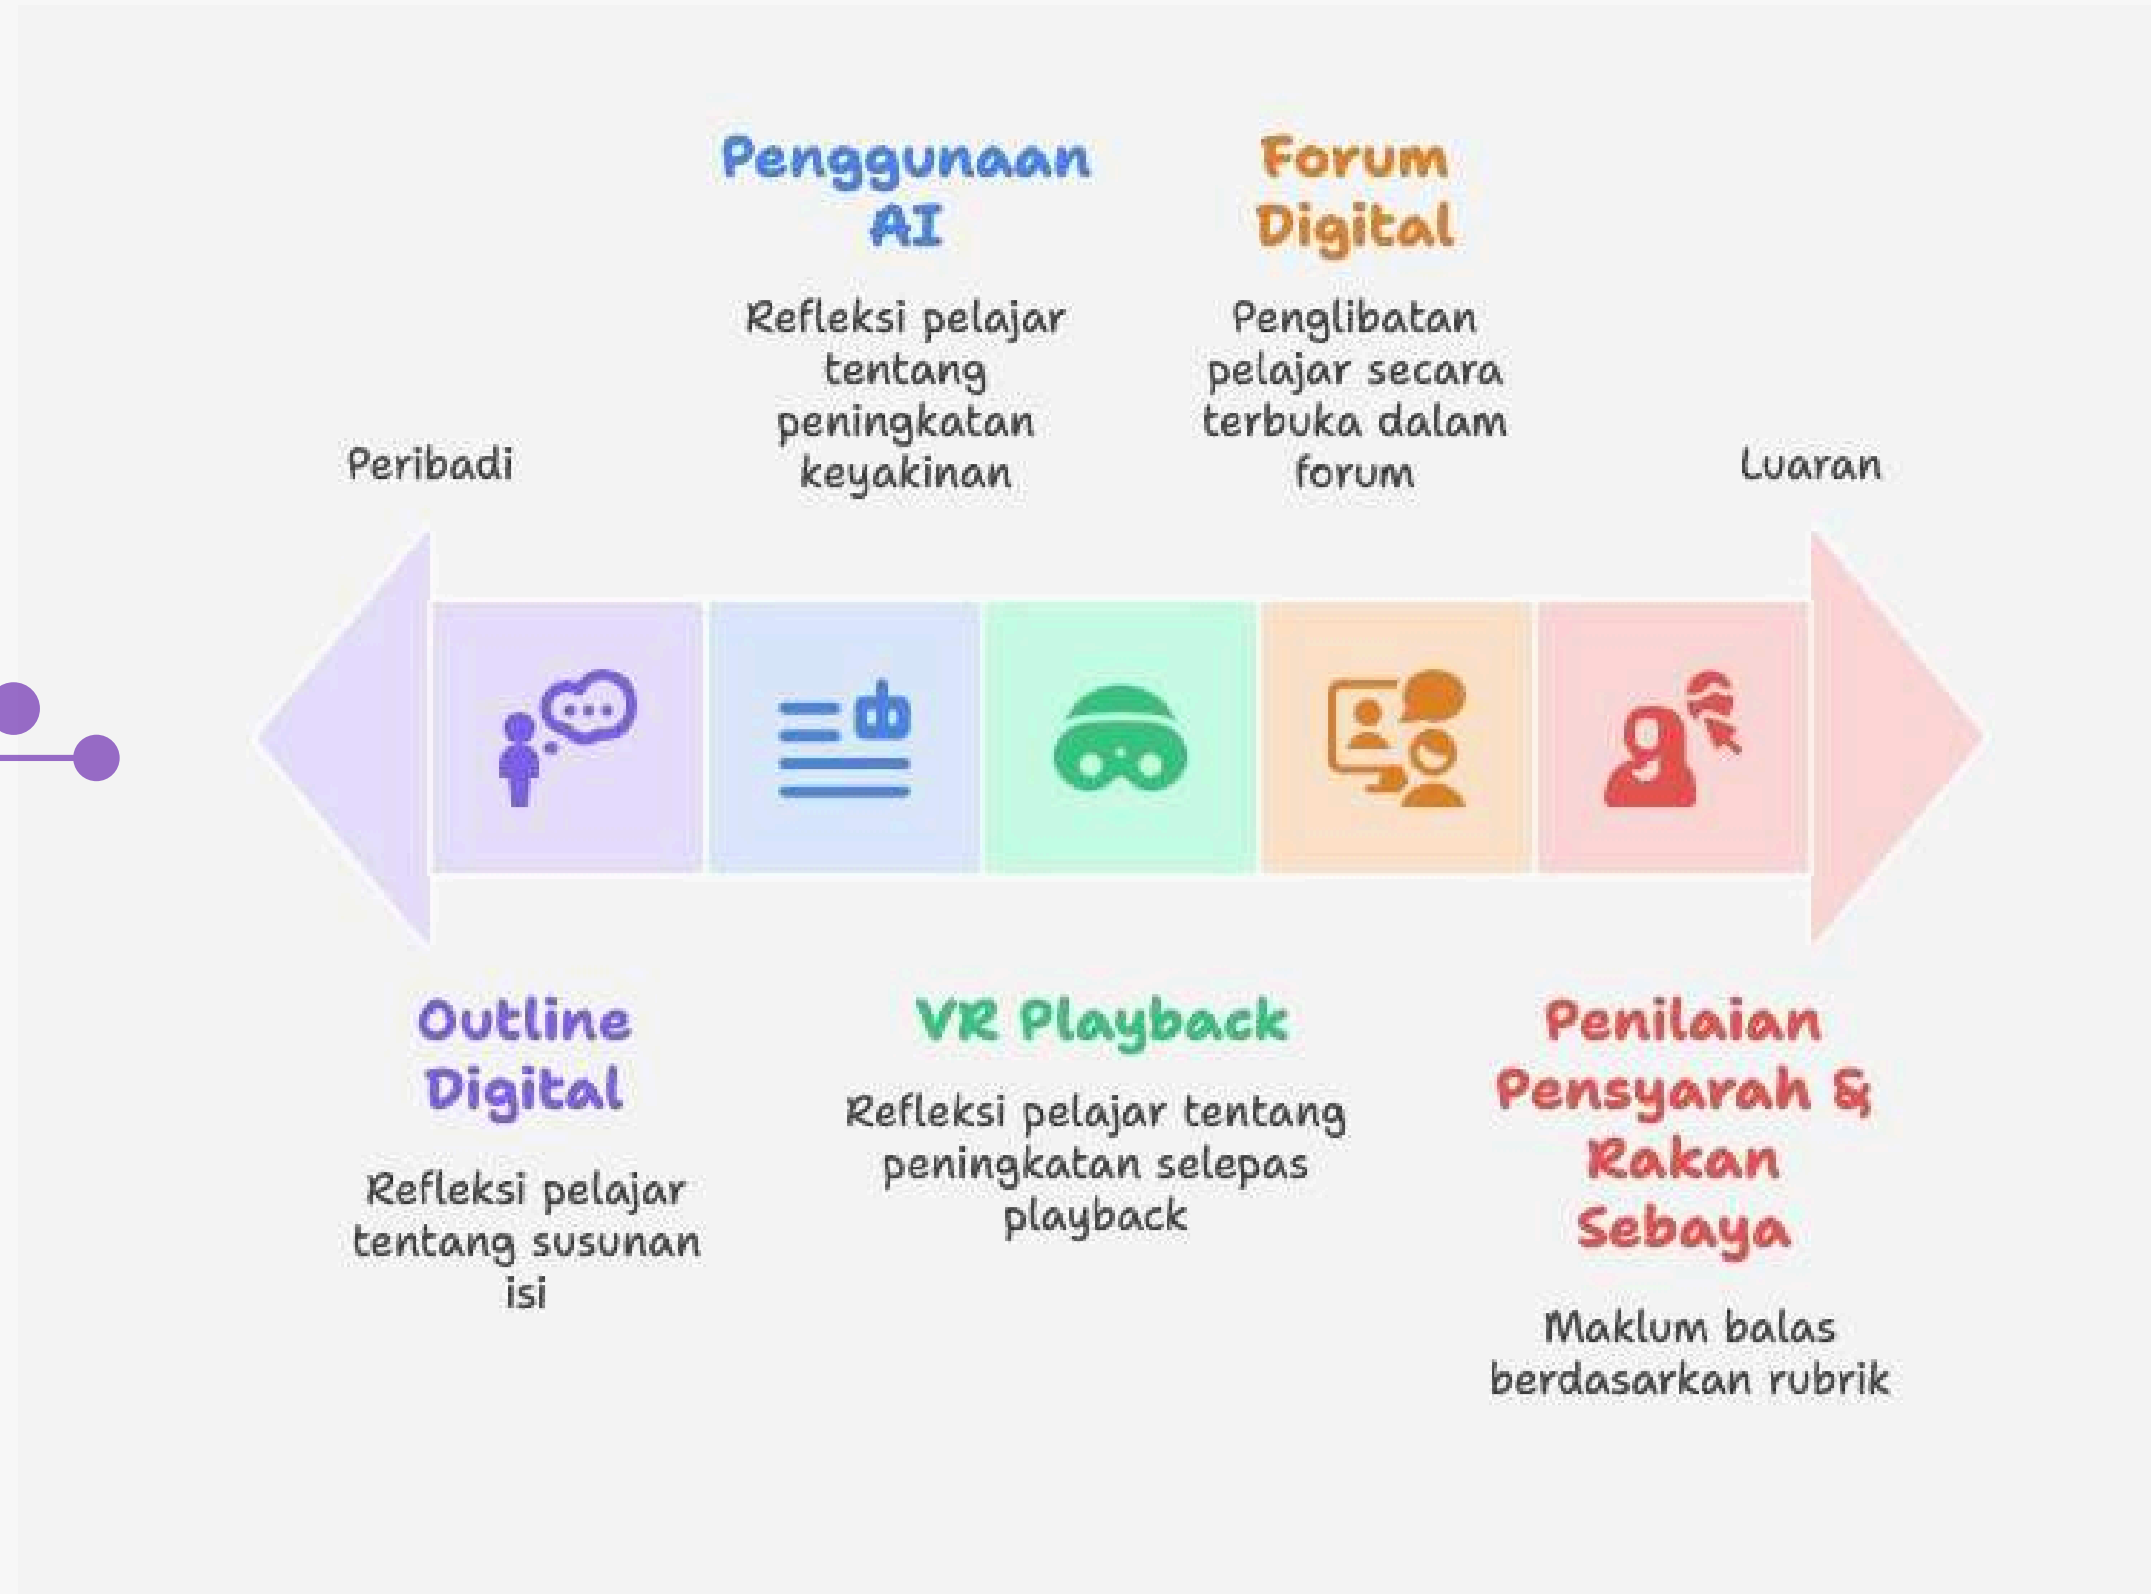 Penggunaan
AI
Refleksi pelajar
tentang
peningkatan
keyakinan
Forum
Digital
Penglibatan
pelajar secara
terbuka dalam
forum
Peribadi
Luaran
Outline
Digital
Refleksi pelajar
tentang susunan
isi
VR Playback
Refleksi pelajar tentang
peningkatan selepas
playback
Penilaian
Pensyarah &
Rakan
Sebaya
Maklum balas
berdasarkan rubrik